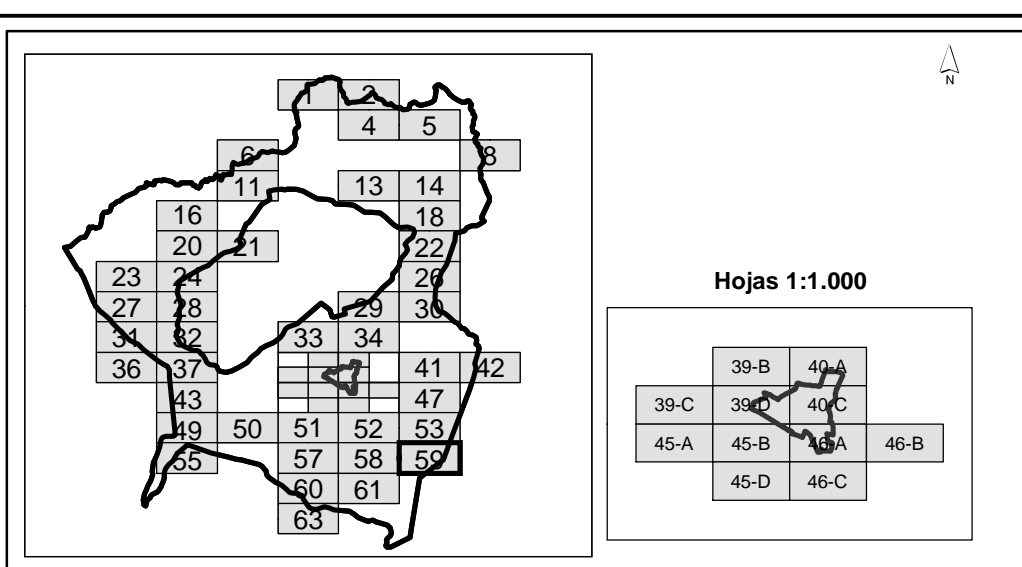 N
1 2
4 5
6 8
11 13 14
16 18
20 21 22
23 24 26
27 28 29 30
31 32 33 34
36 37 41 42
43 47
49 50 51 52 53
55 57 58 59
60 61
63
Hojas 1:1.000
39-B 40-A
39-C 39-D 40-C
45-A 45-B 46-A 46-B
45-D 46-C